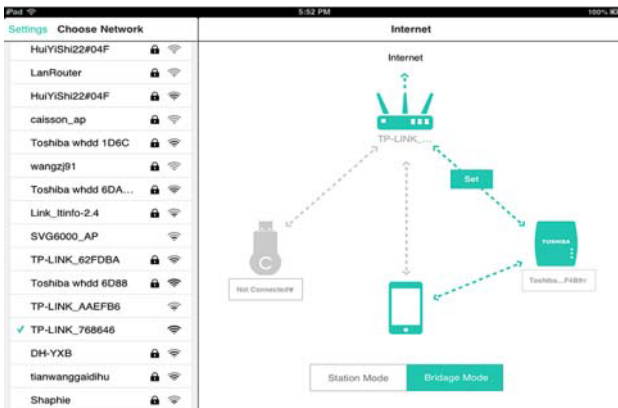 iPad
5:52 PM
100%
Settings
Choose Network
Internet
HuiYiShi22#04F
LanRouter
HuiYiShi22#04F
caisson_ap
Toshiba whdd 1D6C
wangzj91
Toshiba whdd 6DA...
Link_Itinfo-2.4
SVG6000_AP
TP-LINK_62FDBA
Toshiba whdd 6D88
TP-LINK_AAEFB6
TP-LINK_768646
DH-YXB
tianwanggaidihu
Shaphie
Internet
TP-LINK_...
Set
TOSHIBA
Not Connected
Station Mode
Bridage Mode